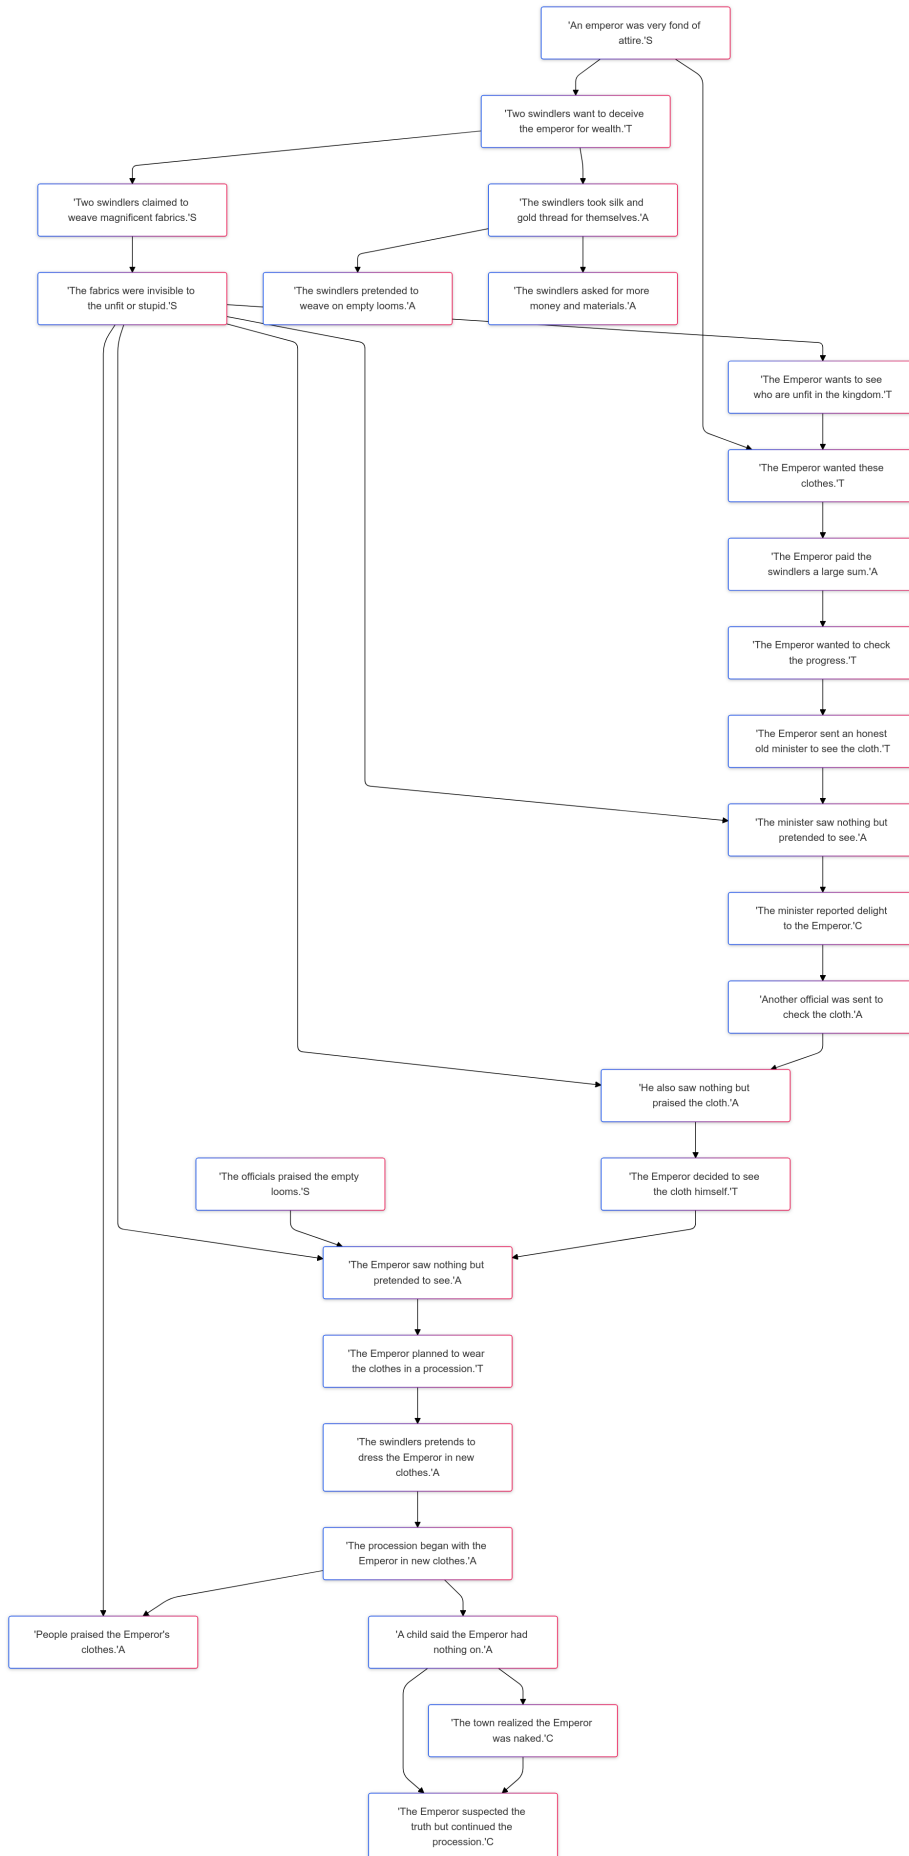 'An emperor was very fond of
attire.'S
'Two swindlers want to deceive
the emperor for wealth.'T
'Two swindlers claimed to
weave magnificent fabrics.'S
'The swindlers took silk and
gold thread for themselves.'A
'The fabrics were invisible to
the unfit or stupid.'S
'The swindlers pretended to
weave on empty looms.'A
'The swindlers asked for more
money and materials.'A
'The Emperor wants to see
who are unfit in the kingdom.'T
'The Emperor wanted these
clothes.'T
'The Emperor paid the
swindlers a large sum.'A
'The Emperor wanted to check
the progress.'T
'The Emperor sent an honest
old minister to see the cloth.'T
'The minister saw nothing but
pretended to see.'A
'The minister reported delight
to the Emperor.'C
'Another official was sent to
check the cloth.'A
'He also saw nothing but
praised the cloth.'A
'The officials praised the empty
looms.'S
'The Emperor decided to see
the cloth himself.'T
'The Emperor saw nothing but
pretended to see.'A
'The Emperor planned to wear
the clothes in a procession.'T
'The swindlers pretends to
dress the Emperor in new
clothes.'A
'The procession began with the
Emperor in new clothes.'A
'People praised the Emperor's
clothes.'A
'A child said the Emperor had
nothing on.'A
'The town realized the Emperor
was naked.'C
'The Emperor suspected the
truth but continued the
procession.'C